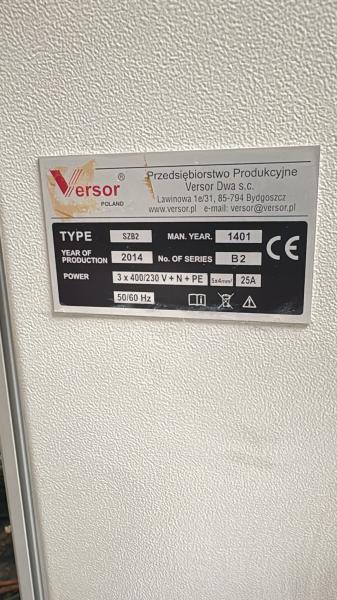 Versor®
POLAND
Przedsiębiorstwo Produkcyjne
Versor Dwa s.c.
Lawinowa 1e/31, 85-794 Bydgoszcz
www.versor.pl e-mail: versor@versor.pl
TYPE SZB2 MAN. YEAR. 1401
YEAR OF PRODUCTION 2014 No. OF SERIES B2
POWER 3 x 400/230 V + N + PE 5x4mm² 25A
50/60 Hz
CE